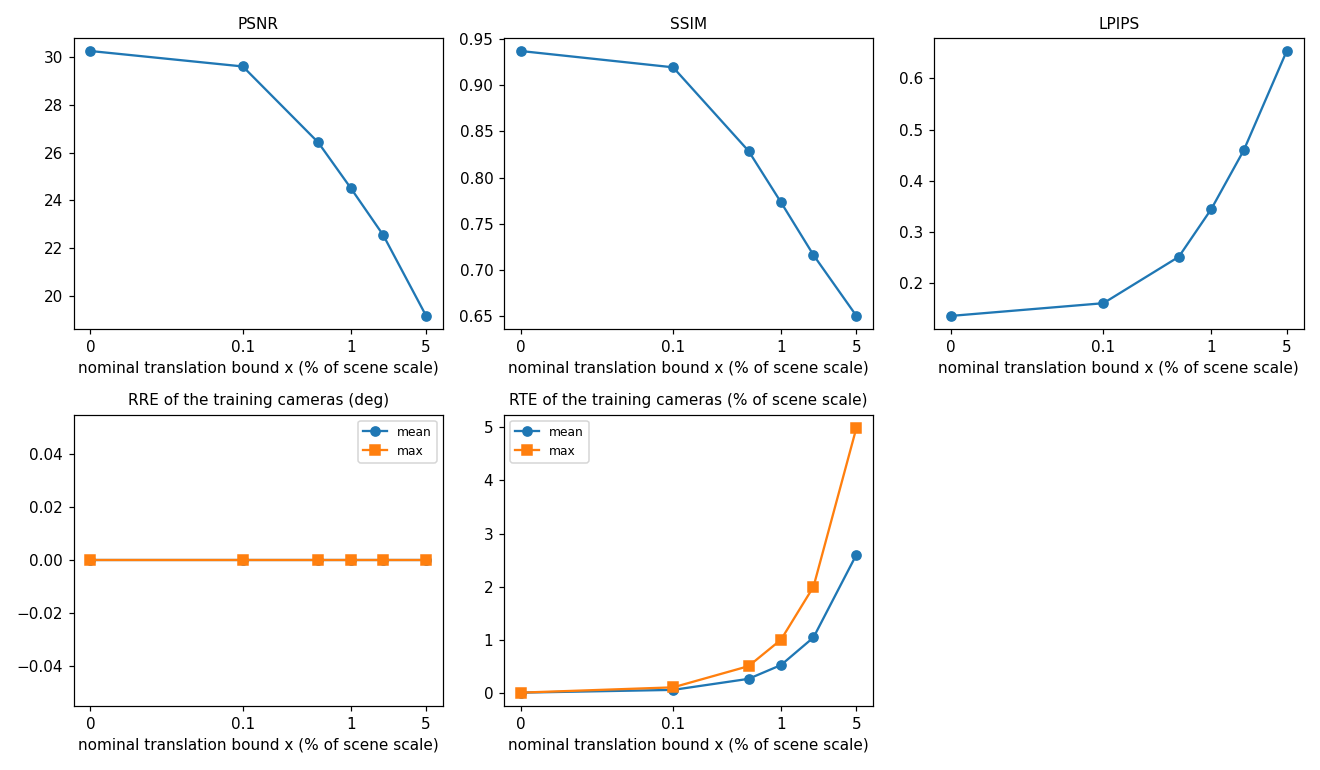 PSNR
30
28
26
24
22
20
0 0.1 1 5
nominal translation bound x (% of scene scale)
SSIM
0.95
0.90
0.85
0.80
0.75
0.70
0.65
0 0.1 1 5
nominal translation bound x (% of scene scale)
LPIPS
0.6
0.5
0.4
0.3
0.2
0 0.1 1 5
nominal translation bound x (% of scene scale)
RRE of the training cameras (deg)
mean
max
0.04
0.02
0.00
−0.02
−0.04
0 0.1 1 5
nominal translation bound x (% of scene scale)
RTE of the training cameras (% of scene scale)
mean
max
5
4
3
2
1
0
0 0.1 1 5
nominal translation bound x (% of scene scale)